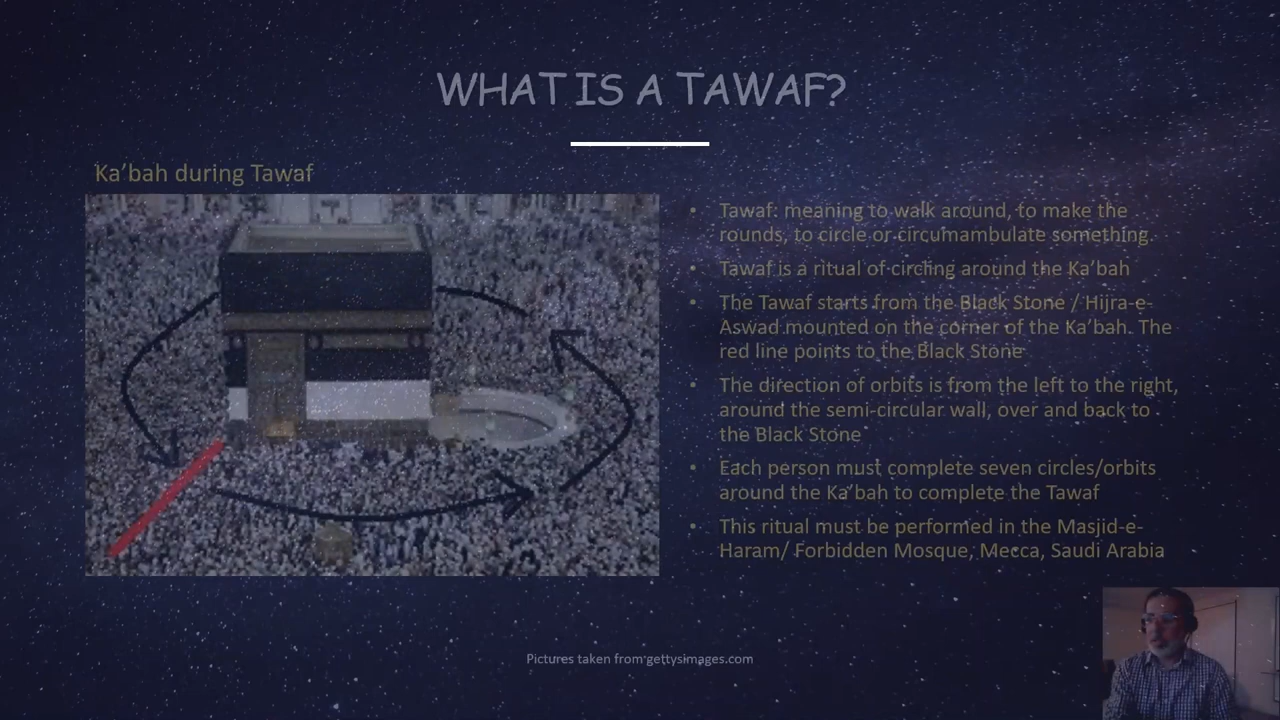 WHAT IS A TAWAF?
Ka'bah during Tawaf
• Tawaf: meaning to walk around, to make the
rounds, to circle or circumambulate something.
• Tawaf is a ritual of circling around the Ka'bah
• The Tawaf starts from the Black Stone / Hijra-e-
Aswad mounted on the corner of the Ka'bah. The
red line points to the Black Stone
• The direction of orbits is from the left to the right,
around the semi-circular wall, over and back to
the Black Stone
• Each person must complete seven circles/orbits
around the Ka'bah to complete the Tawaf
• This ritual must be performed in the Masjid-e-
Haram/ Forbidden Mosque, Mecca, Saudi Arabia
Pictures taken from gettysimages.com